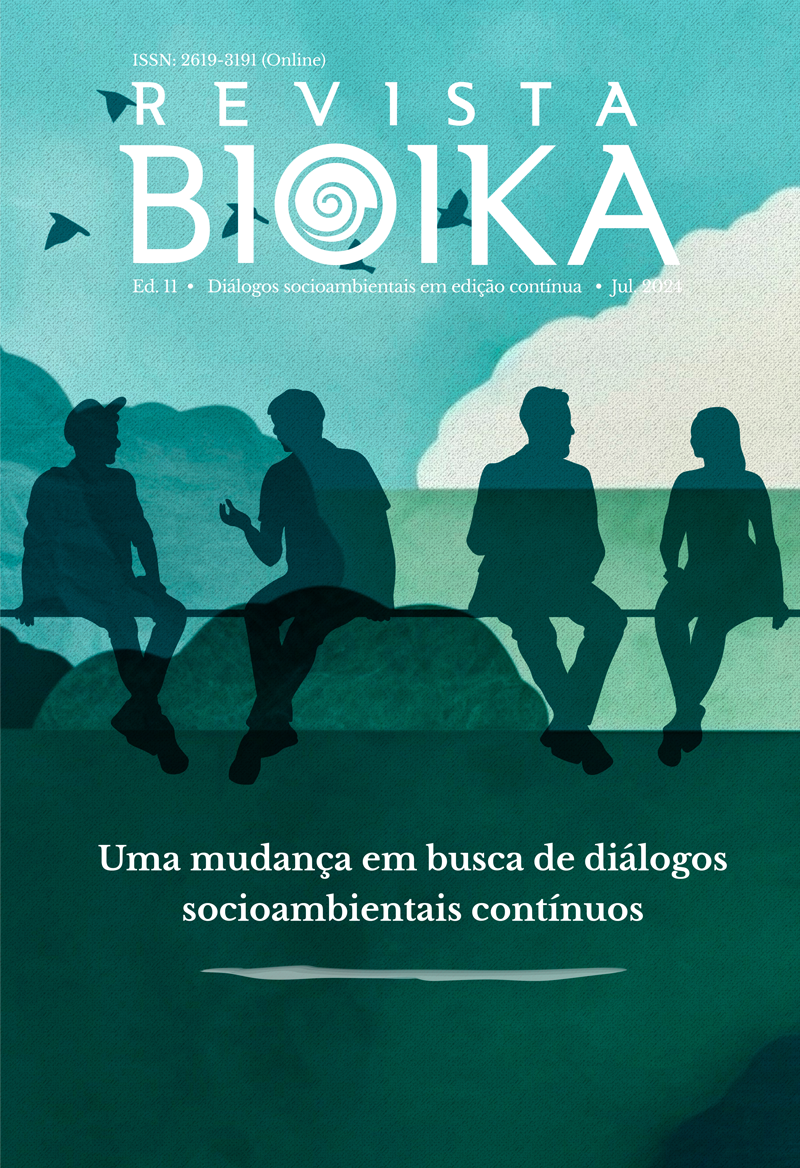 ISSN: 2619-3191 (Online)
REVISTA
BIOIKA
Ed. 11 • Diálogos socioambientais em edição contínua • Jul. 2024
Uma mudança em busca de diálogos
socioambientais contínuos